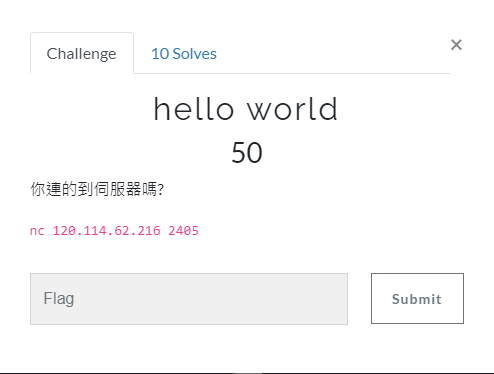 Challenge
10 Solves
×
hello world
50
你連的到伺服器嗎?
nc 120.114.62.216 2405
Flag
Submit